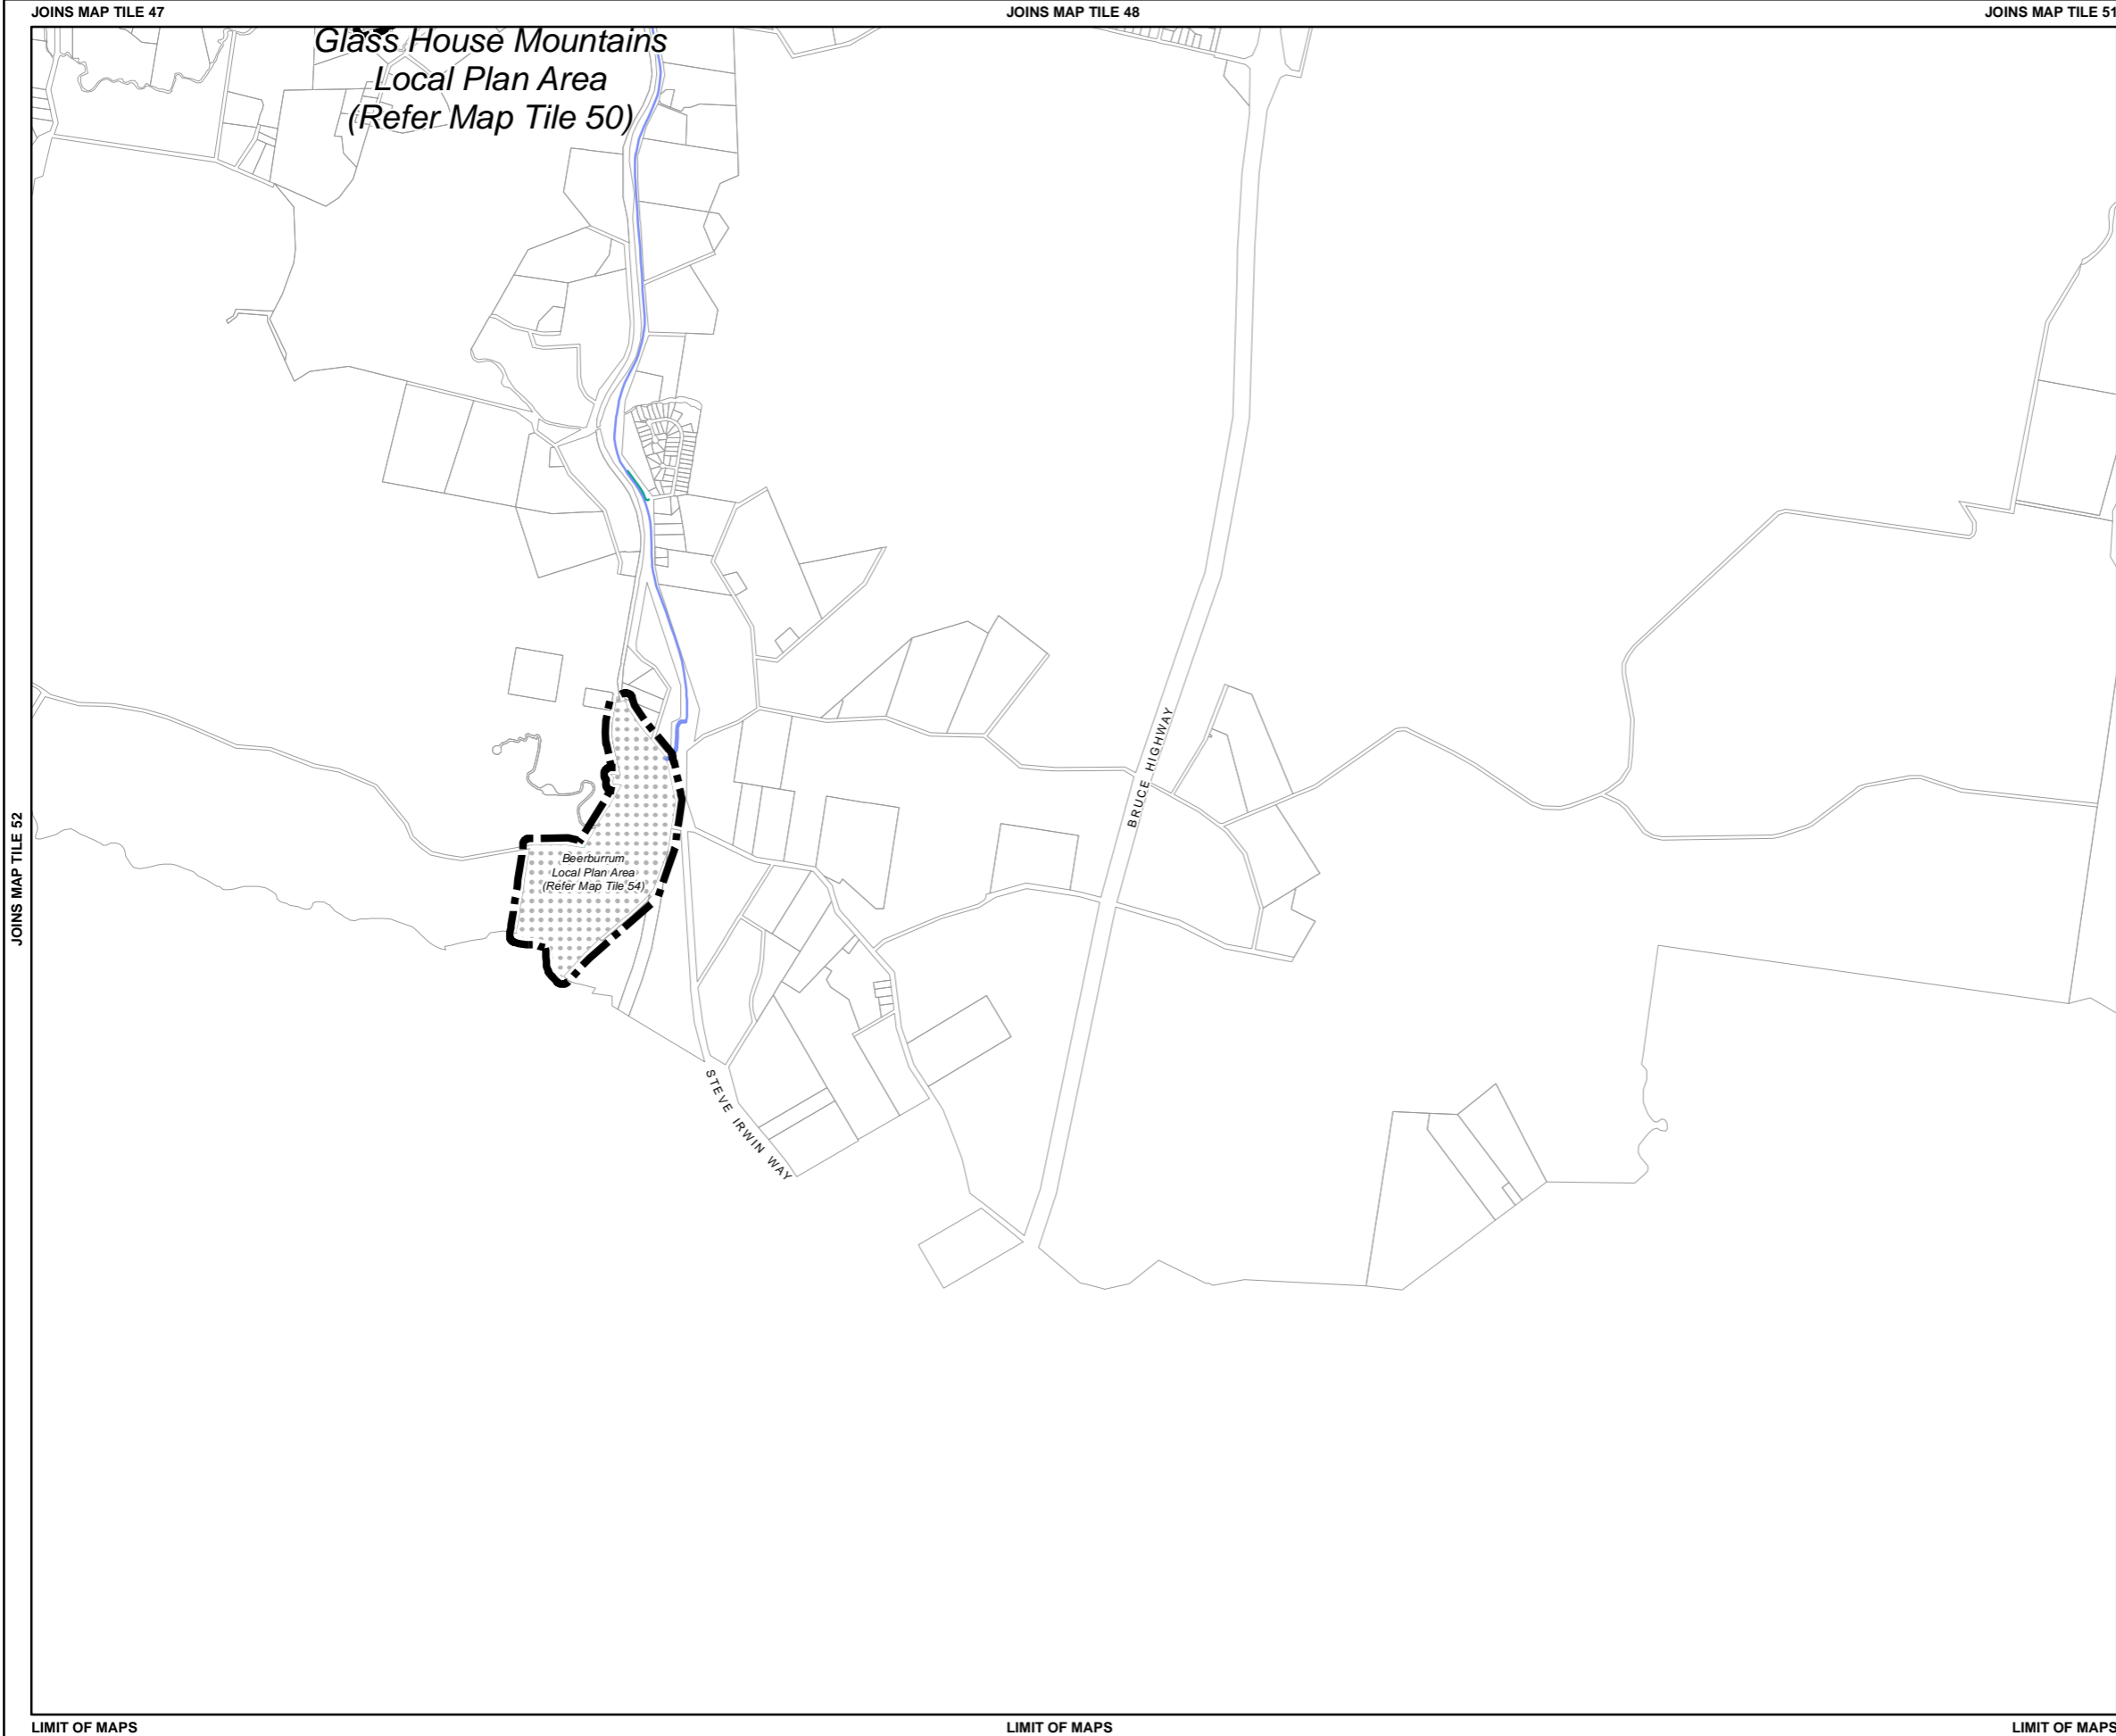 JOINS MAP TILE 47
JOINS MAP TILE 48
JOINS MAP TILE 51
Glass House Mountains
Local Plan Area
(Refer Map Tile 50)
BRUCE HIGHWAY
JOINS MAP TILE 52
Beerburrum
Local Plan Area
(Refer Map Tile 54)
STEVE IRWIN WAY
LIMIT OF MAPS
LIMIT OF MAPS
LIMIT OF MAPS